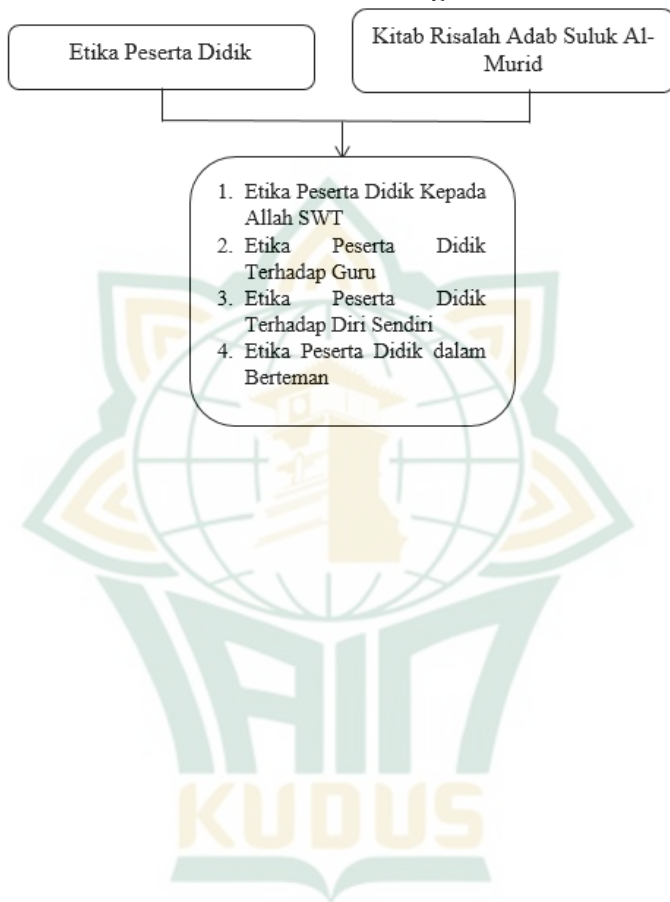 Etika Peserta Didik
Kitab Risalah Adab Suluk Al-
Murid
1. Etika Peserta Didik Kepada
Allah SWT
2. Etika Peserta Didik
Terhadap Guru
3. Etika Peserta Didik
Terhadap Diri Sendiri
4. Etika Peserta Didik dalam
Berteman
IAIN
KUDUS